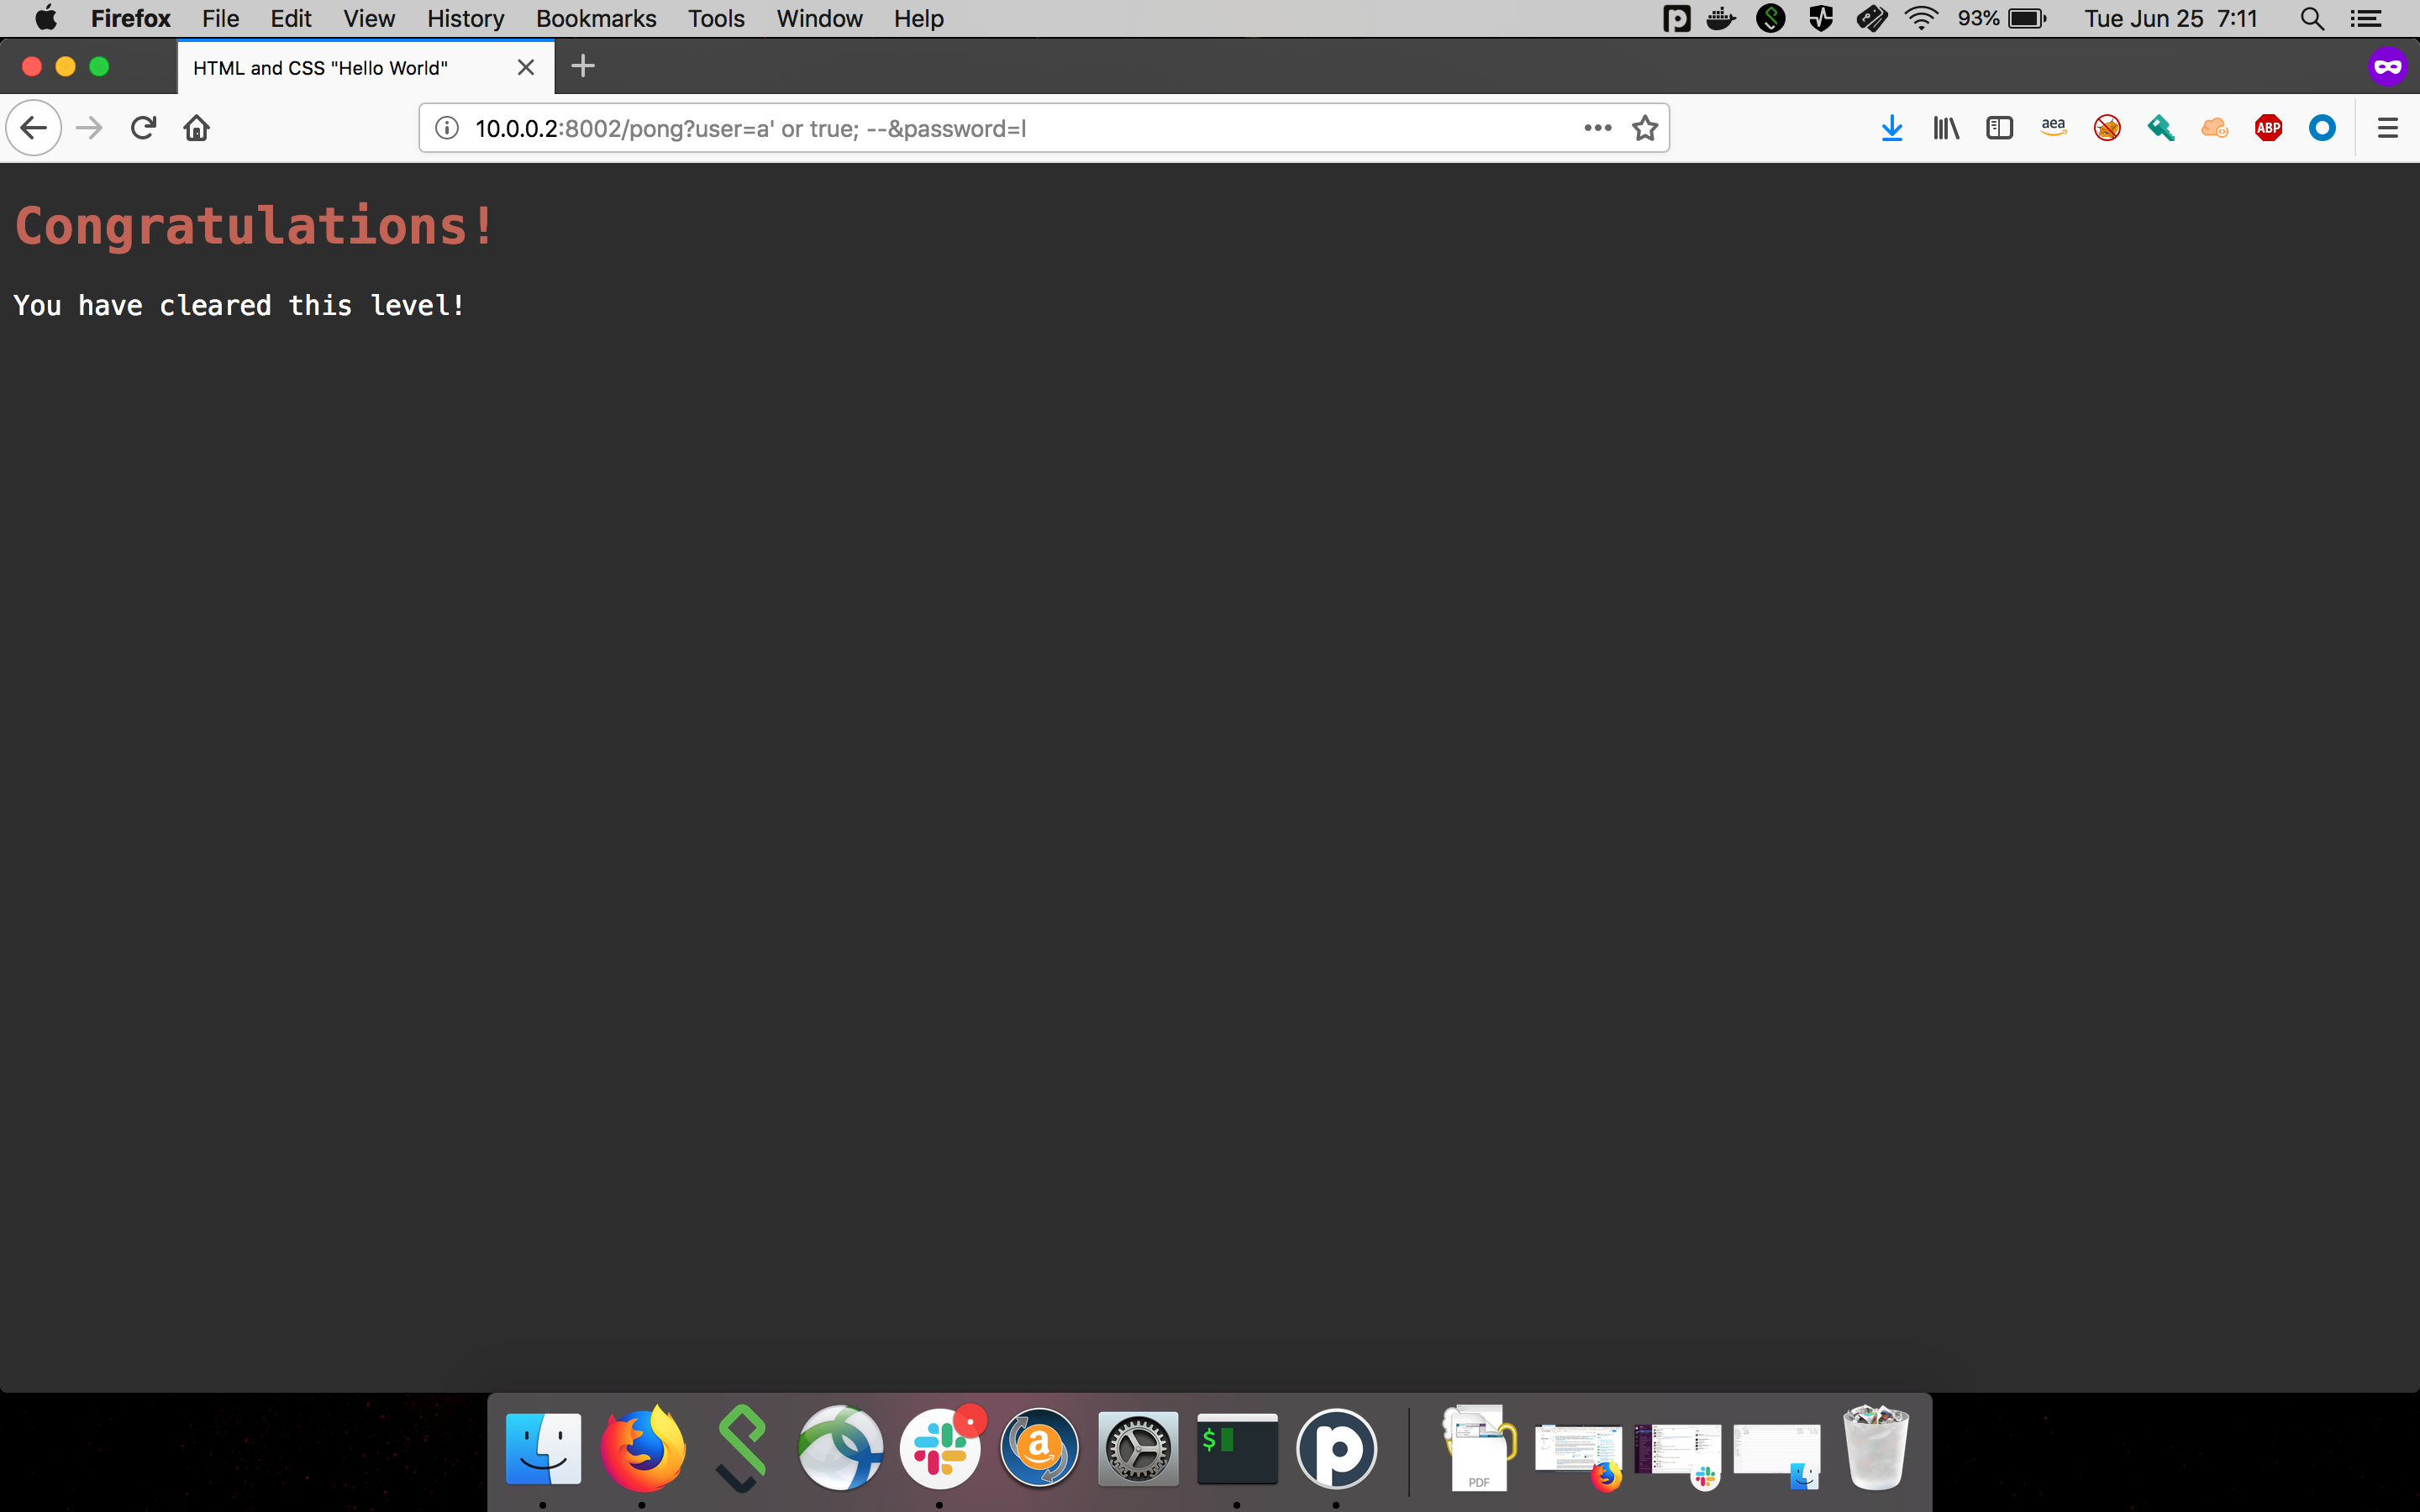 Firefox File Edit View History Bookmarks Tools Window Help 93% Tue Jun 25 7:11
HTML and CSS "Hello World"
10.0.0.2:8002/pong?user=a' or true; --&password=l
aea
ABP
Congratulations!
You have cleared this level!
PDF